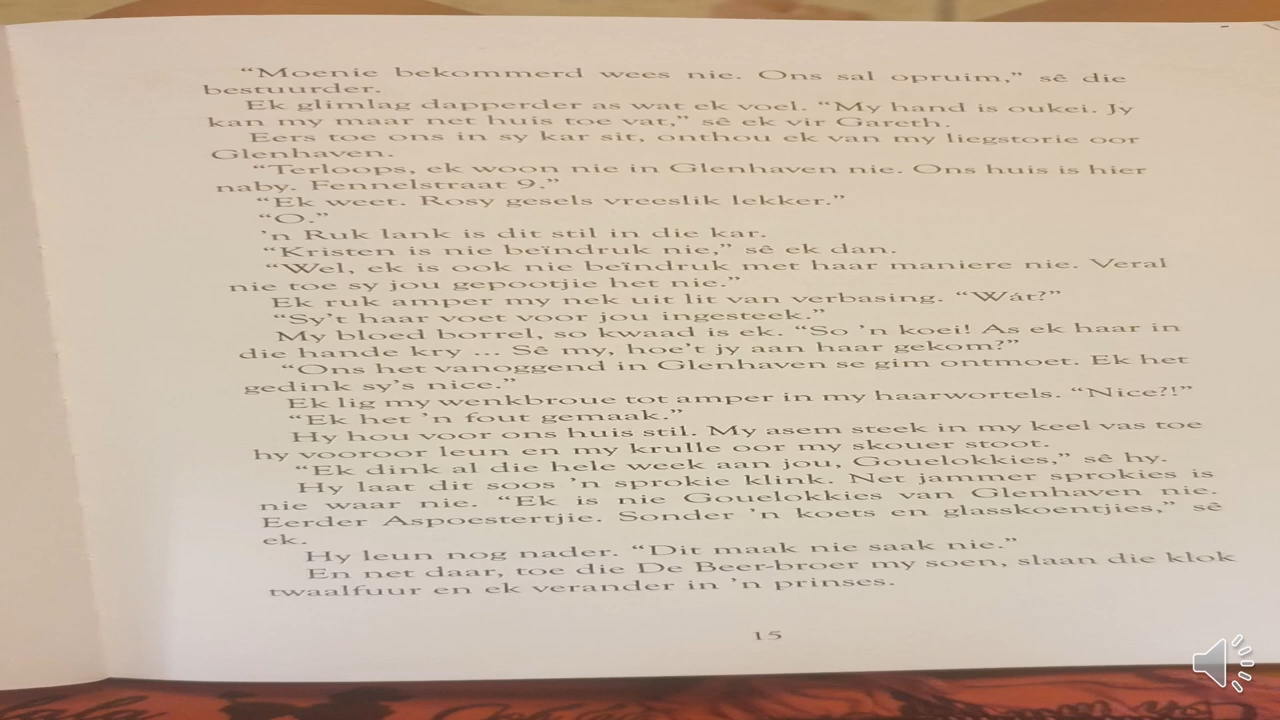 “Moenie bekommerd wees nie. Ons sal opruim,” sê die
bestuurder.
Ek glimlag dapperder as wat ek voel. “My hand is oukei. Jy
kan my maar net huis toe vat,” sê ek vir Gareth.
Eers toe ons in sy kar sit, onthou ek van my liegstorie oor
Glenhaven.
“Terloops, ek woon nie in Glenhaven nie. Ons huis is hier
naby. Fennelstraat 9.”
“Ek weet. Rosy gesels vreeslik lekker.”
“O.”
’n Ruk lank is dit stil in die kar.
“Kristen is nie beïndruk nie,” sê ek dan.
“Wel, ek is ook nie beïndruk met haar maniere nie. Veral
nie toe sy jou gepootjie het nie.”
Ek ruk amper my nek uit lit van verbasing. “Wát?”
“Sy’t haar voet voor jou ingesteek.”
My bloed borrel, so kwaad is ek. “So ’n koei! As ek haar in
die hande kry ... Sê my, hoe’t jy aan haar gekom?”
“Ons het vanoggend in Glenhaven se gim ontmoet. Ek het
gedink sy’s nice.”
Ek lig my wenkbroue tot amper in my haarwortels. “Nice?!”
“Ek het ’n fout gemaak.”
Hy hou voor ons huis stil. My asem steek in my keel vas toe
hy vooroor leun en my krulle oor my skouer stoot.
“Ek dink al die hele week aan jou, Gouelokkies,” sê hy.
Hy laat dit soos ’n sprokie klink. Net jammer sprokies is
nie waar nie. “Ek is nie Gouelokkies van Glenhaven nie.
Eerder Aspoestertjie. Sonder ’n koets en glasskoentjies,” sê
ek.
Hy leun nog nader. “Dit maak nie saak nie.”
En net daar, toe die De Beer-broer my soen, slaan die klok
twaalfuur en ek verander in ’n prinses.
15